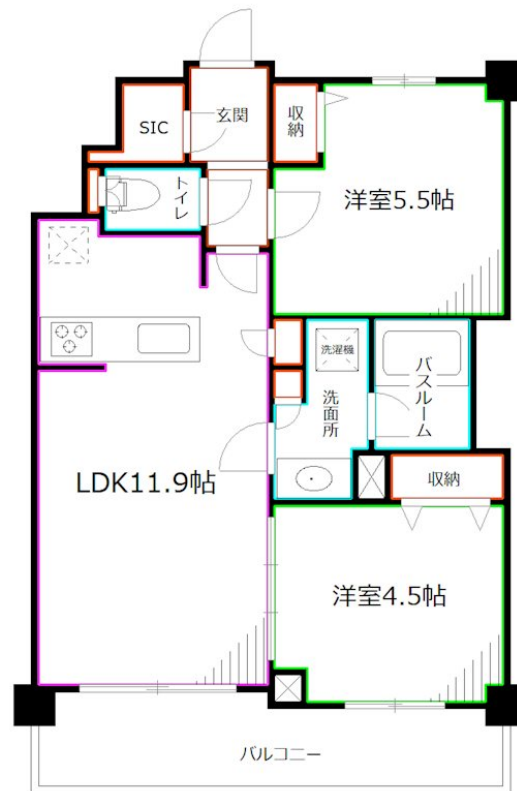 SIC
玄関
収納
トイレ
洋室5.5帖
洗濯機
洗面所
バスルーム
LDK11.9帖
収納
洋室4.5帖
バルコニー